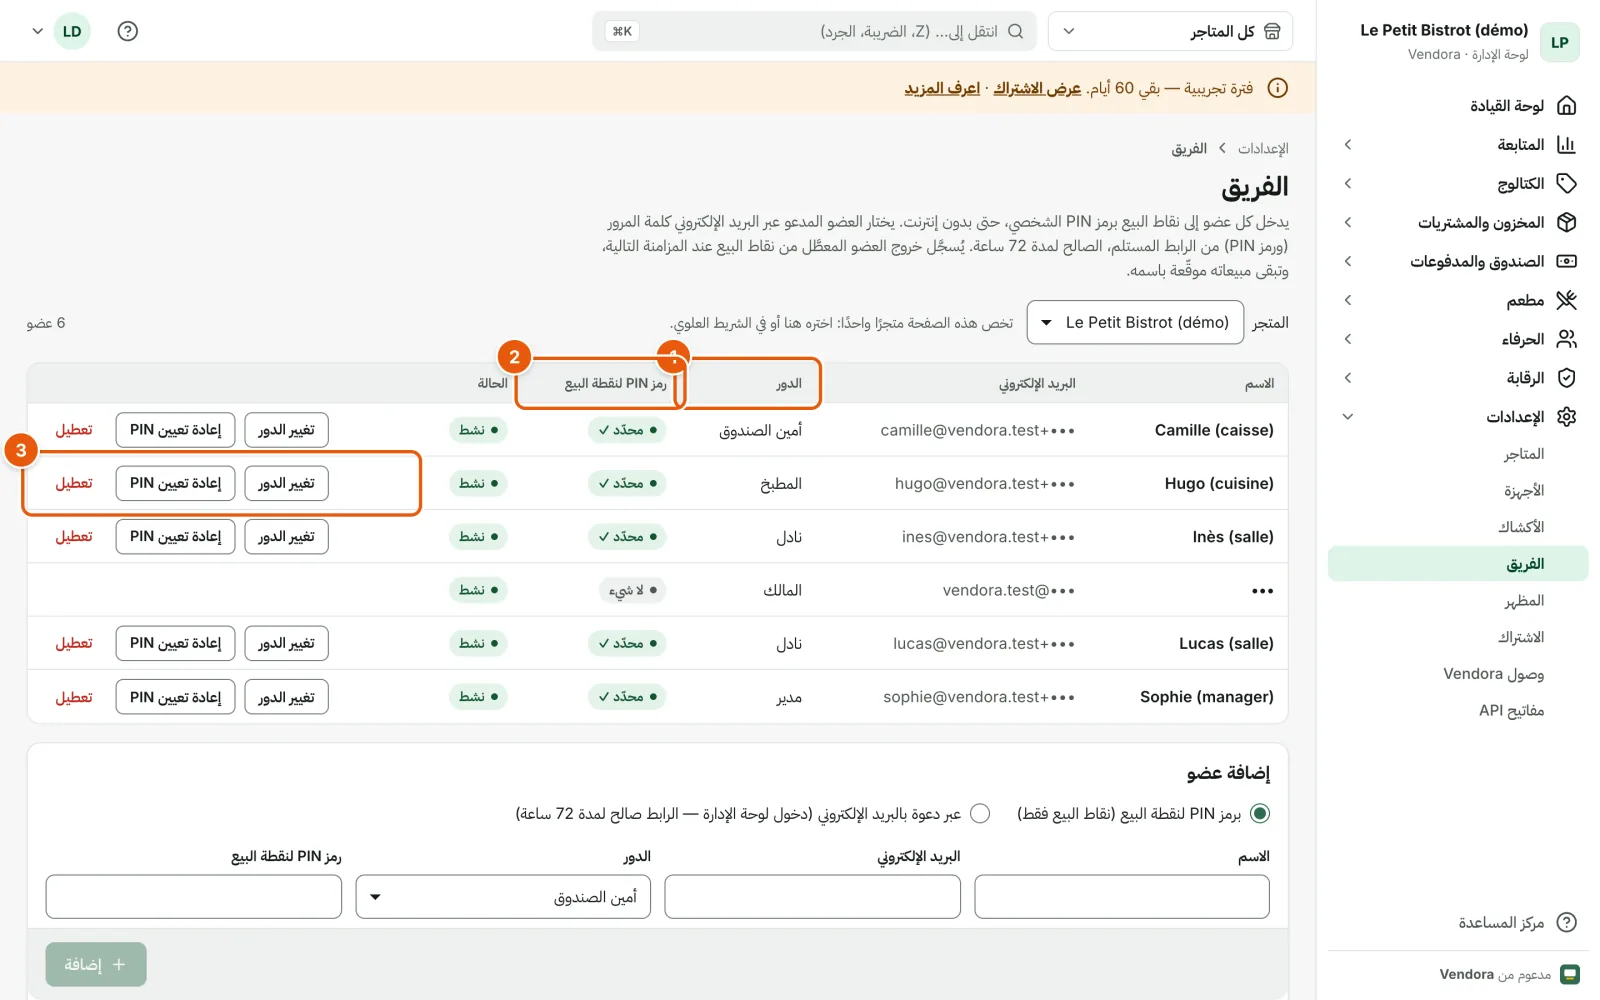 LP
Le Petit Bistrot (démo)
لوحة الإدارة · Vendora
لوحة القيادة
المتابعة
الكتالوج
المخزون والمشتريات
الصندوق والمدفوعات
مطعم
الحرفاء
الرقابة
الإعدادات
المتاجر
الأجهزة
الأكشاك
الفريق
المظهر
الاشتراك
وصول Vendora
مفاتيح API
مركز المساعدة
مدعوم من Vendora
كل المتاجر
انتقل إلى... (Z، الضريبة، الجرد)
⌘K
LD
فترة تجريبية — بقي 60 أيام. عرض الاشتراك · اعرف المزيد
الإعدادات
الفريق
الفريق
يدخل كل عضو إلى نقاط البيع برمز PIN الشخصي، حتى بدون إنترنت. يختار العضو المدعو عبر البريد الإلكتروني كلمة المرور
(ورمز PIN) من الرابط المستلم، الصالح لمدة 72 ساعة. يُسجَّل خروج العضو المعطَّل من نقاط البيع عند المزامنة التالية،
وتبقى مبيعاته موقّعة باسمه.
المتجر
Le Petit Bistrot (démo)
تخص هذه الصفحة متجرًا واحدًا: اختره هنا أو في الشريط العلوي.
6 عضو
1
2
3
الاسم البريد الإلكتروني الدور رمز PIN لنقطة البيع الحالة
Camille (caisse) camille@vendora.test+••• أمين الصندوق محدّد ✓ نشط تغيير الدور إعادة تعيين PIN تعطيل
Hugo (cuisine) hugo@vendora.test+••• المطبخ محدّد ✓ نشط تغيير الدور إعادة تعيين PIN تعطيل
Inès (salle) ines@vendora.test+••• نادل محدّد ✓ نشط تغيير الدور إعادة تعيين PIN تعطيل
••• vendora.test@••• المالك لا شيء نشط
Lucas (salle) lucas@vendora.test+••• نادل محدّد ✓ نشط تغيير الدور إعادة تعيين PIN تعطيل
Sophie (manager) sophie@vendora.test+••• مدير محدّد ✓ نشط تغيير الدور إعادة تعيين PIN تعطيل
إضافة عضو
برمز PIN لنقطة البيع (نقاط البيع فقط)
عبر دعوة بالبريد الإلكتروني (دخول لوحة الإدارة — الرابط صالح لمدة 72 ساعة)
الاسم البريد الإلكتروني الدور رمز PIN لنقطة البيع
أمين الصندوق
+ إضافة